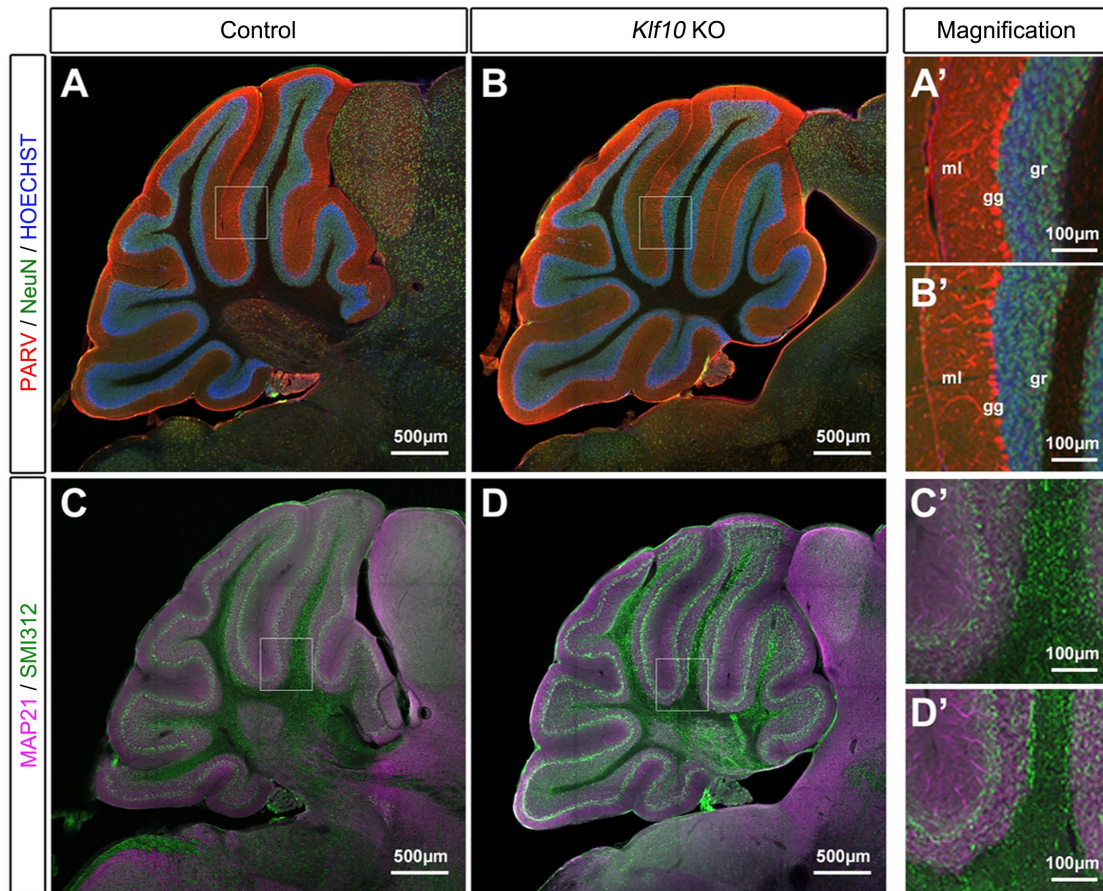 Control
Klf10 KO
Magnification
PARV / NeuN / HOECHST
A
B
A’
ml
gg
gr
100µm
B’
ml
gg
gr
100µm
500µm
500µm
MAP21 / SMI312
C
D
C’
100µm
D’
100µm
500µm
500µm